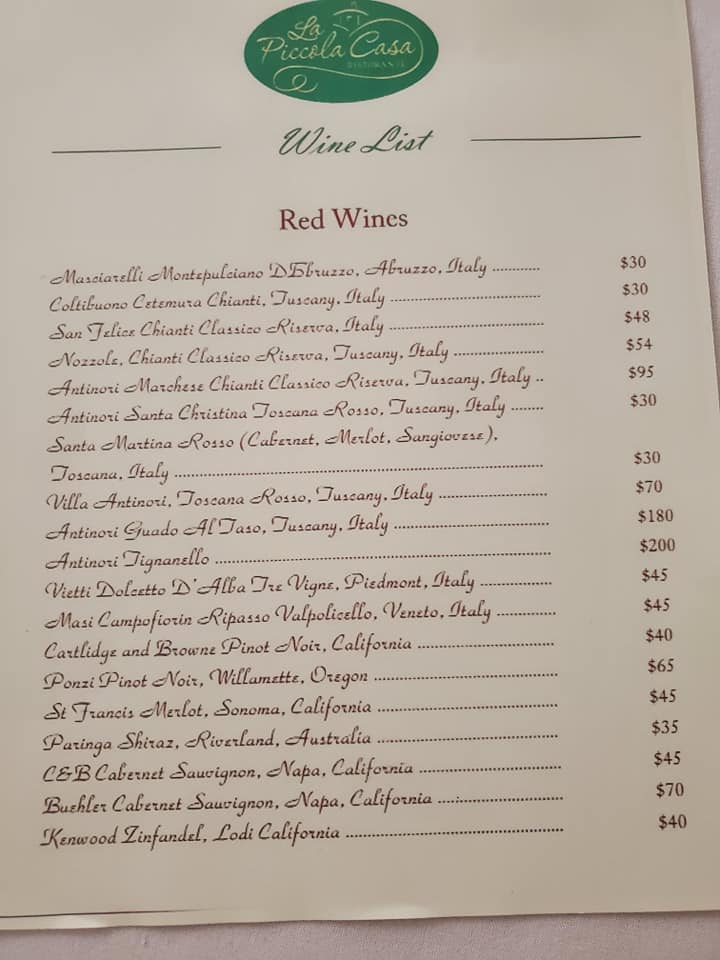 La
Piccola Casa
RISTORANTE
Wine List
Red Wines
Masciarelli Montepulciano D'Ebruzzo, Abruzzo, Italy ............ $30
Coltibuono Cetemura Chianti, Tuscany, Italy ...................................... $30
San Felice Chianti Classico Riserva, Italy ....................................... $48
Nozzole, Chianti Classico Riserva, Tuscany, Italy ....................... $54
Antinori Marchese Chianti Classico Riserva, Tuscany, Italy .. $95
Antinori Santa Christina Toscana Rosso, Tuscany, Italy ........ $30
Santa Martina Rosso (Cabernet, Merlot, Sangiovese),
Toscana, Italy ............................................................................................. $30
Villa Antinori, Toscana Rosso, Tuscany, Italy ........................... $70
Antinori Guado Al Taso, Tuscany, Italy ....................................... $180
Antinori Tignanello ..................................................................................... $200
Vietti Dolcetto D'Alba Tre Vigne, Piedmont, Italy .................. $45
Masi Campofiorin Ripasso Valpolicello, Veneto, Italy ............... $45
Cartlidge and Browne Pinot Noir, California .................................. $40
Ponzi Pinot Noir, Willamette, Oregon .............................................. $65
St Francis Merlot, Sonoma, California ............................................. $45
Paringa Shiraz, Riverland, Australia .............................................. $35
C&B Cabernet Sauvignon, Napa, California ................................... $45
Buehler Cabernet Sauvignon, Napa, California ............................... $70
Kenwood Zinfandel, Lodi California ...................................................... $40